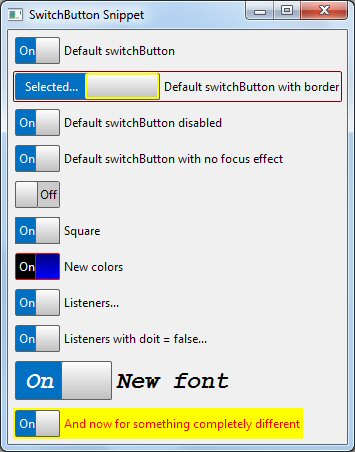 SwitchButton Snippet
On Default switchButton
Selected... Default switchButton with border
On Default switchButton disabled
On Default switchButton with no focus effect
Off
On Square
On New colors
On Listeners...
On Listeners with doit = false...
On New font
On And now for something completely different